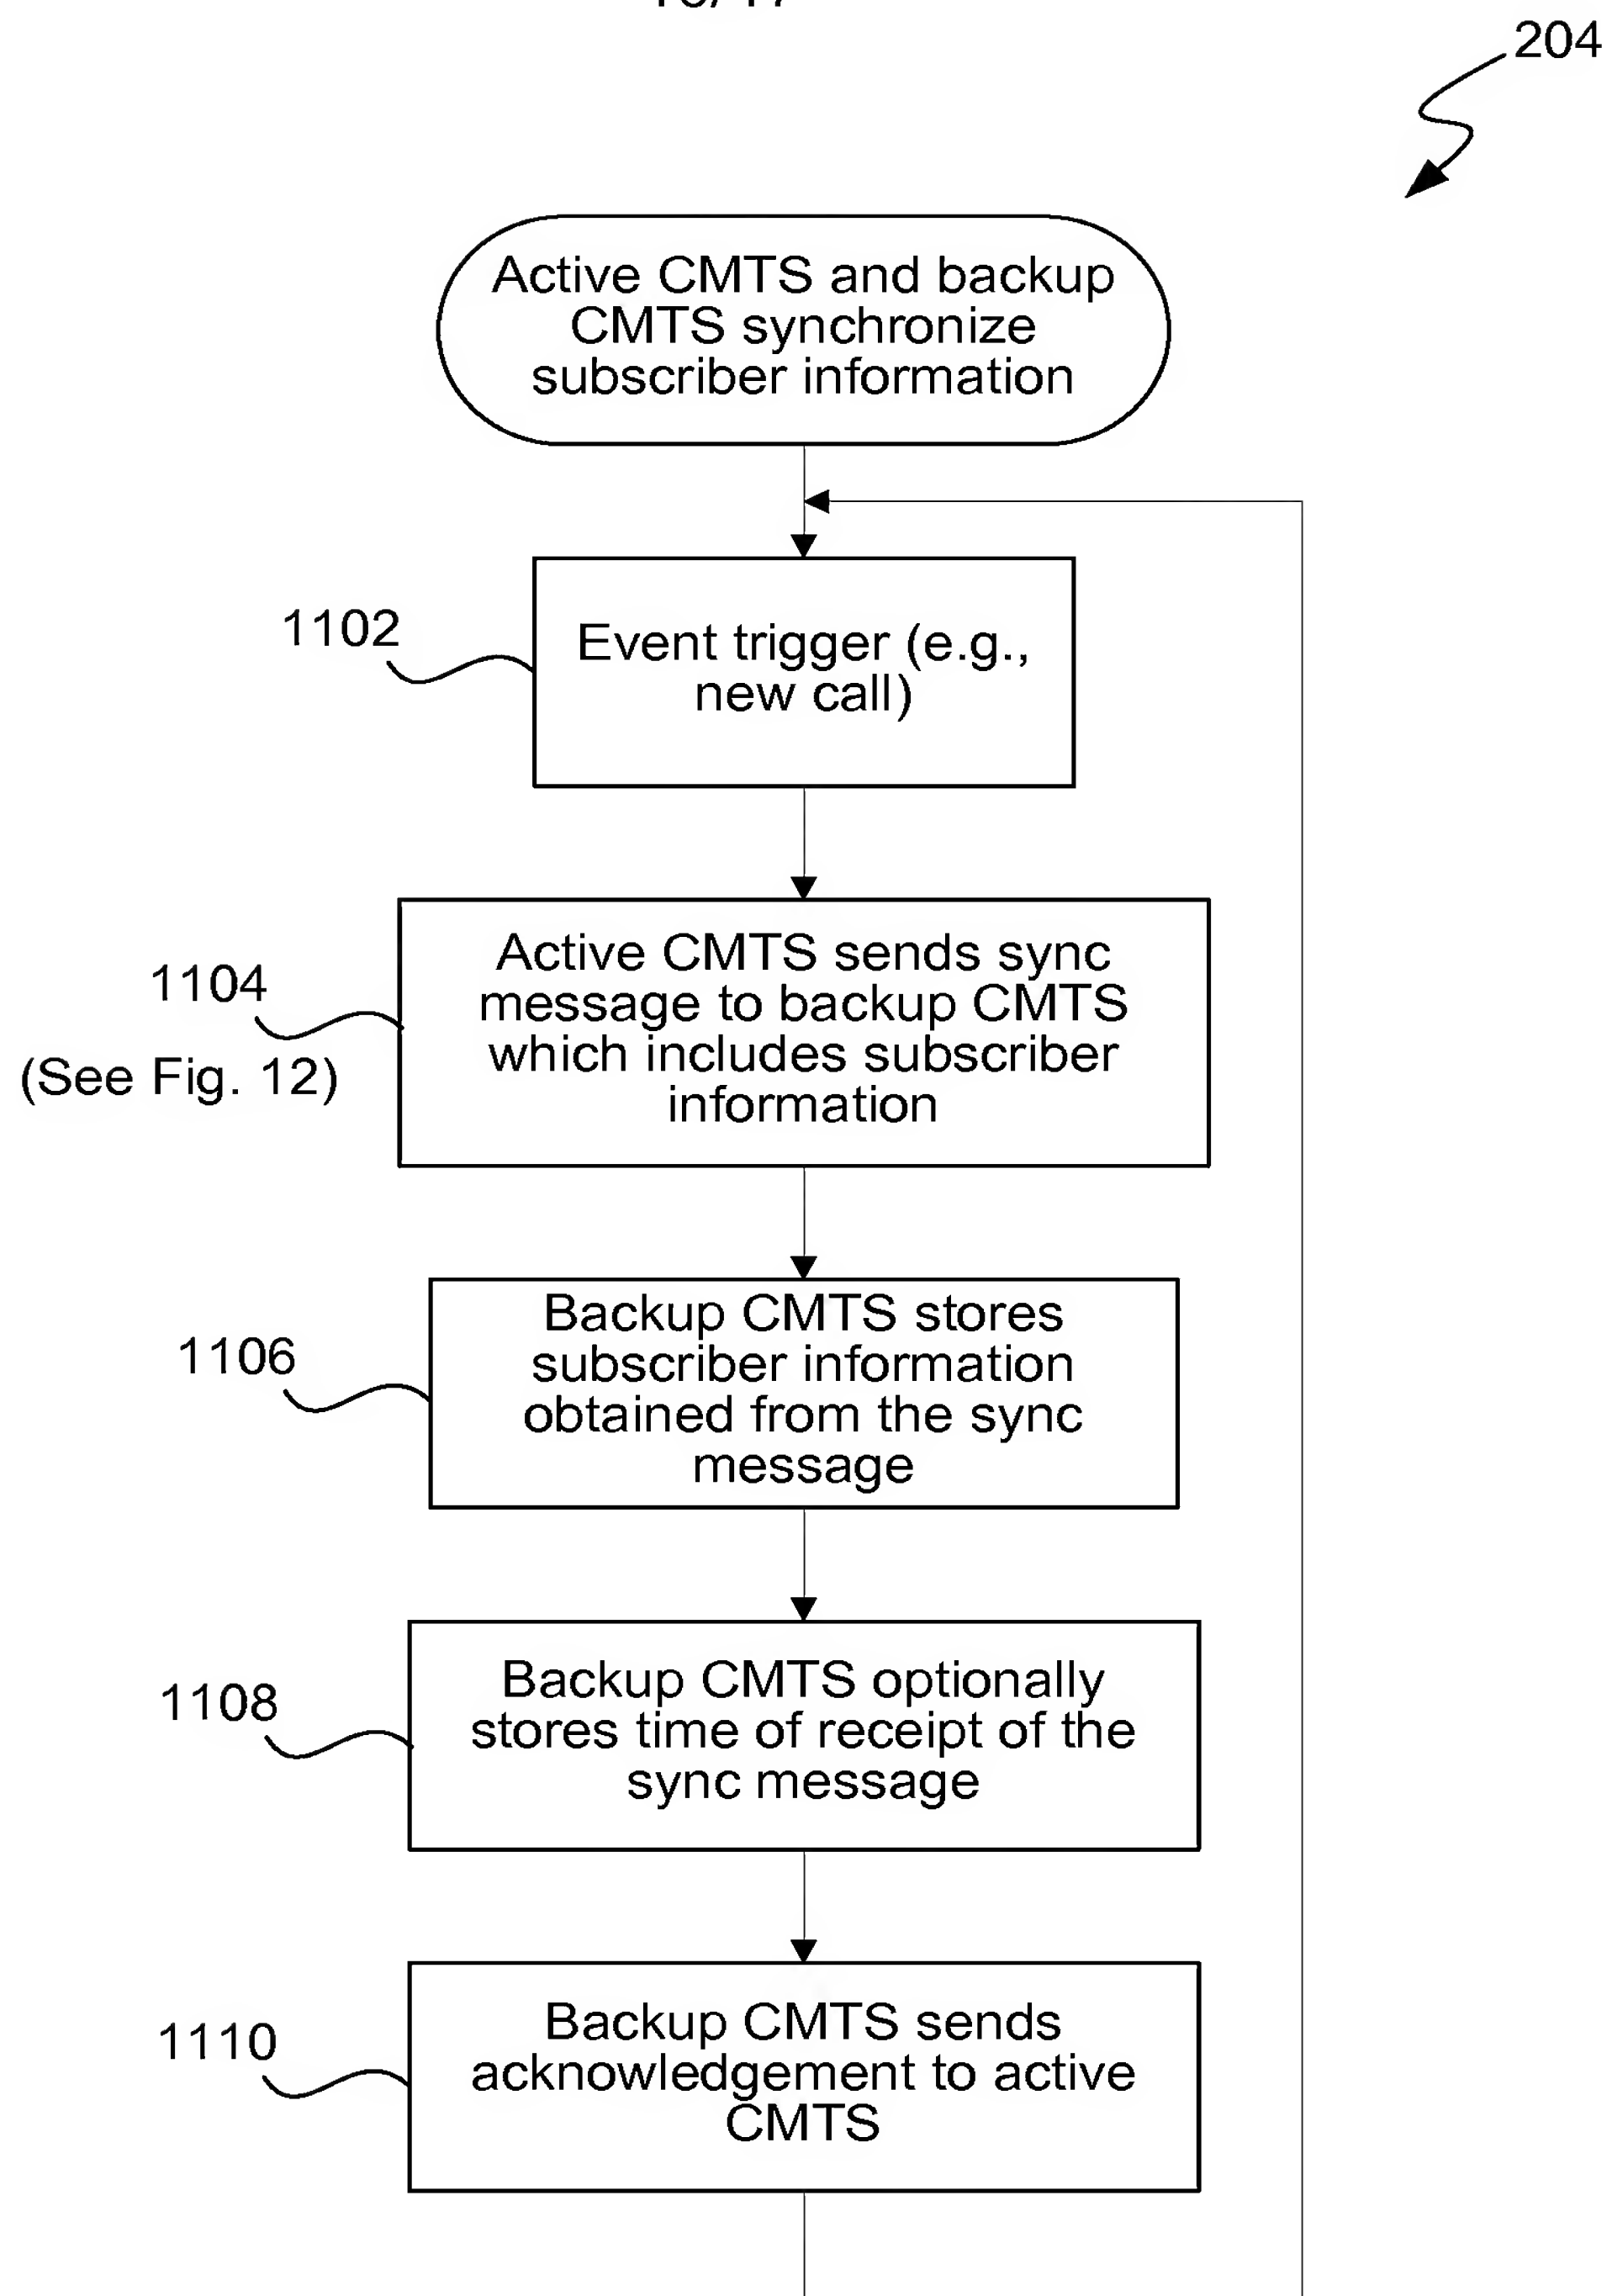 204
Active CMTS and backup
CMTS synchronize
subscriber information
1102
Event trigger (e.g.,
new call)
1104
(See Fig. 12)
Active CMTS sends sync
message to backup CMTS
which includes subscriber
information
1106
Backup CMTS stores
subscriber information
obtained from the sync
message
1108
Backup CMTS optionally
stores time of receipt of the
sync message
1110
Backup CMTS sends
acknowledgement to active
CMTS